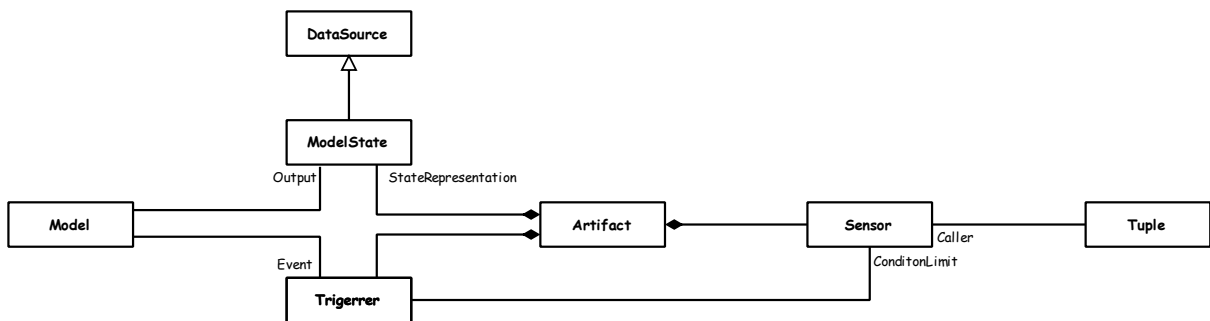 DataSource
ModelState
Output
StateRepresentation
Model
Artifact
Sensor
Tuple
Caller
Event
ConditonLimit
Trigerrer